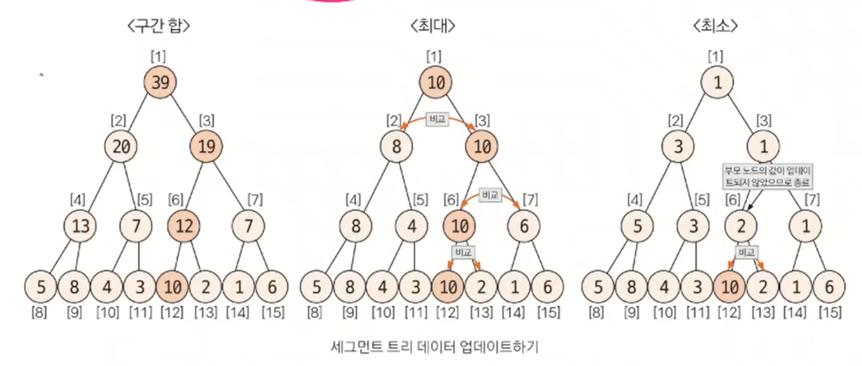 <구간 합> <최대> <최소>
[1] [1] [1]
39 10 1
[2] [3] [2] 비교 [3] [2] [3]
20 19 8 10 3 1
부모 노드의 값이 업데이
트되지 않았으므로 종료
[4] [5] [6] [7] [4] [5] [6] 비교 [7] [4] [5] [6] [7]
13 7 12 7 8 4 10 6 5 3 2 1
비교 비교
5 8 4 3 10 2 1 6 5 8 4 3 10 2 1 6 5 8 4 3 10 2 1 6
[8] [9] [10] [11] [12] [13] [14] [15] [8] [9] [10] [11] [12] [13] [14] [15] [8] [9] [10] [11] [12] [13] [14] [15]
세그먼트 트리 데이터 업데이트하기